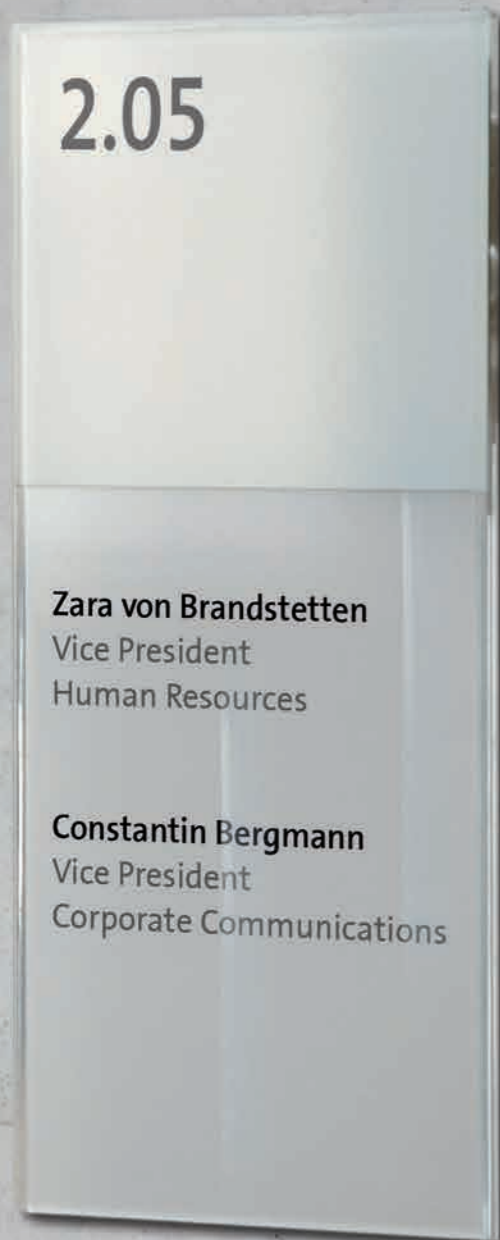 2.05
Zara von Brandstetten
Vice President
Human Resources
Constantin Bergmann
Vice President
Corporate Communications